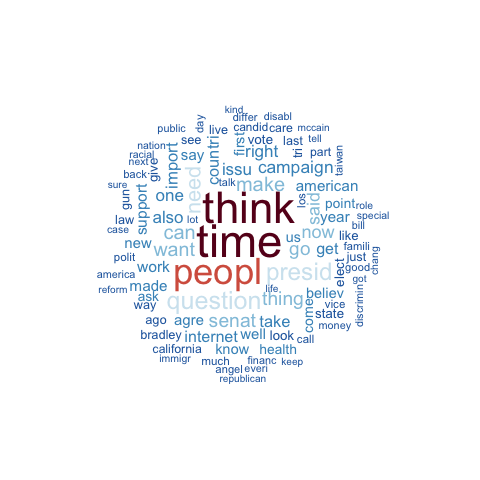 kind
differ disabl
public day candid care mccain
nation see live first vote last tri tell
racial say countri right part taiwan
next import issu campaign
back give need talk make american
sure gun support one think los said point role
law also lot year special
case can time us now bill
new want go get like famili
polit peopl presid elect just chang
america work good
reform made question life thing believ got discrimin
ask vice
way come state
ago agre senat take money
bradley internet well look call
california know health
immigr much financ keep
angel everi
republican